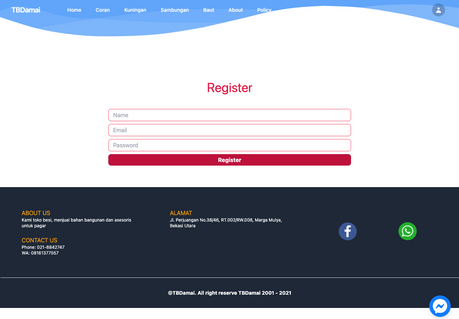 TBDamai Home Coran Kuningan Sambungan Baut About Policy
Register
Name
Email
Password
Register
ABOUT US
Kami toko besi, menjual bahan bangunan dan asesoris
untuk pagar
CONTACT US
Phone: 021-8842747
WA: 08161377557
ALAMAT
Jl. Perjuangan No.38/46, RT.002/RW.008, Marga Mulya,
Bekasi Utara
©TBDamai. All right reserve TBDamai 2001 - 2021